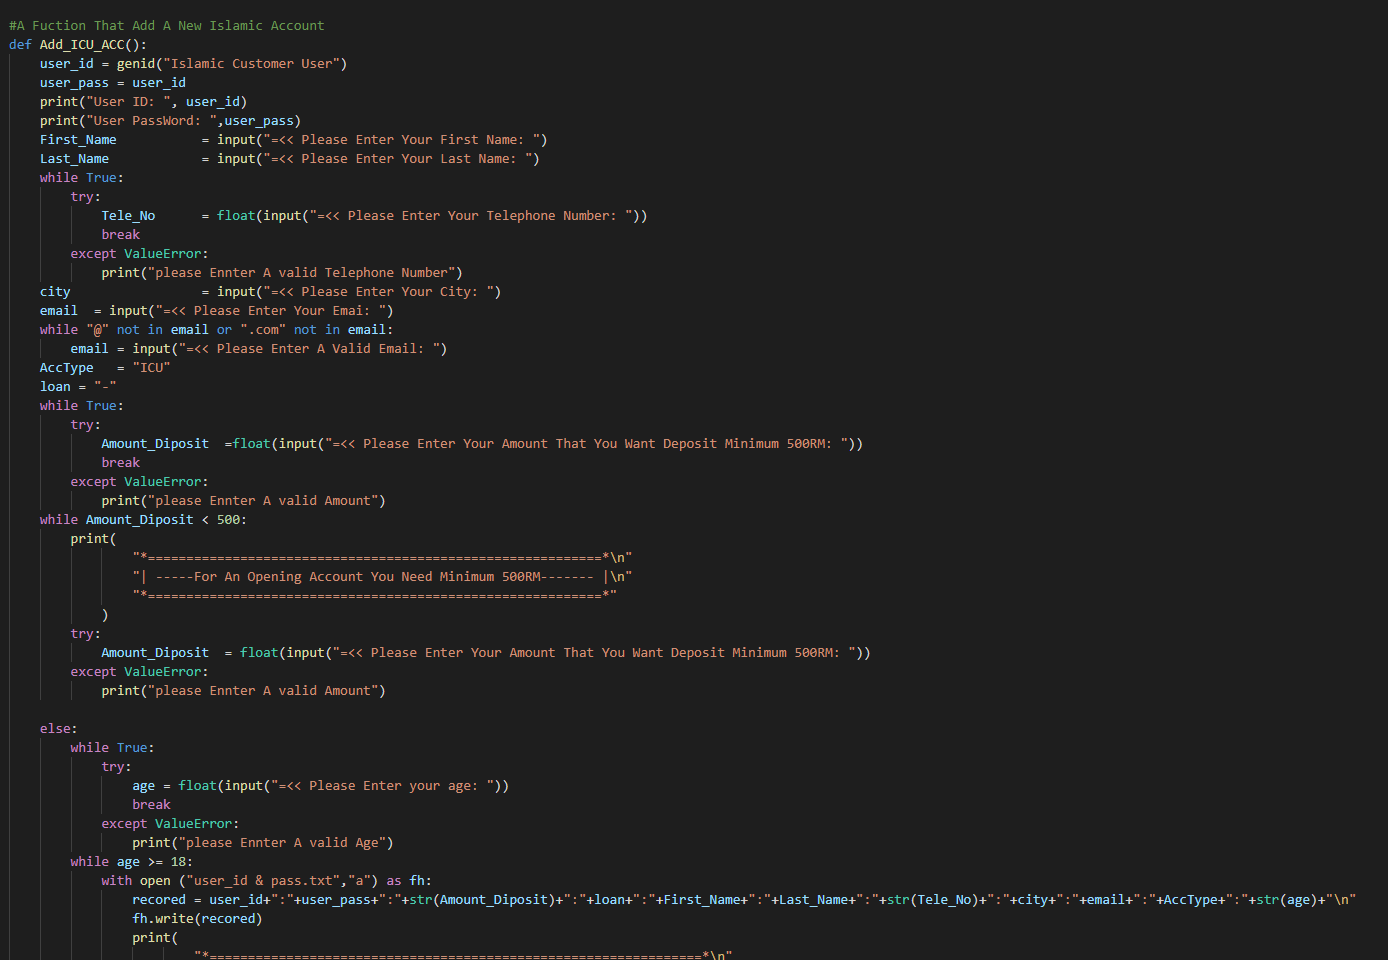 #A Fuction That Add A New Islamic Account
def Add_ICU_ACC():
    user_id = genid("Islamic Customer User")
    user_pass = user_id
    print("User ID: ", user_id)
    print("User PassWord: ",user_pass)
    First_Name           = input("=<< Please Enter Your First Name: ")
    Last_Name            = input("=<< Please Enter Your Last Name: ")
    while True:
        try:
            Tele_No      = float(input("=<< Please Enter Your Telephone Number: "))
            break
        except ValueError:
            print("please Ennter A valid Telephone Number")
    city                 = input("=<< Please Enter Your City: ")
    email  = input("=<< Please Enter Your Emai: ")
    while "@" not in email or ".com" not in email:
        email = input("=<< Please Enter A Valid Email: ")
    AccType   = "ICU"
    loan = "-"
    while True:
        try:
            Amount_Diposit  =float(input("=<< Please Enter Your Amount That You Want Deposit Minimum 500RM: "))
            break
        except ValueError:
            print("please Ennter A valid Amount")
    while Amount_Diposit < 500:
        print(
                "*===========================================================*\n"
                "| -----For An Opening Account You Need Minimum 500RM------- |\n"
                "*===========================================================*"
            )
        try:
            Amount_Diposit  = float(input("=<< Please Enter Your Amount That You Want Deposit Minimum 500RM: "))
        except ValueError:
            print("please Ennter A valid Amount")
    else:
        while True:
            try:
                age = float(input("=<< Please Enter your age: "))
                break
            except ValueError:
                print("please Ennter A valid Age")
        while age >= 18:
            with open ("user_id & pass.txt","a") as fh:
                recored = user_id+":"+user_pass+":"+str(Amount_Diposit)+":"+loan+":"+First_Name+":"+Last_Name+":"+str(Tele_No)+":"+city+":"+email+":"+AccType+":"+str(age)+"\n"
                fh.write(recored)
                print(
                        "*================================================================*\n"